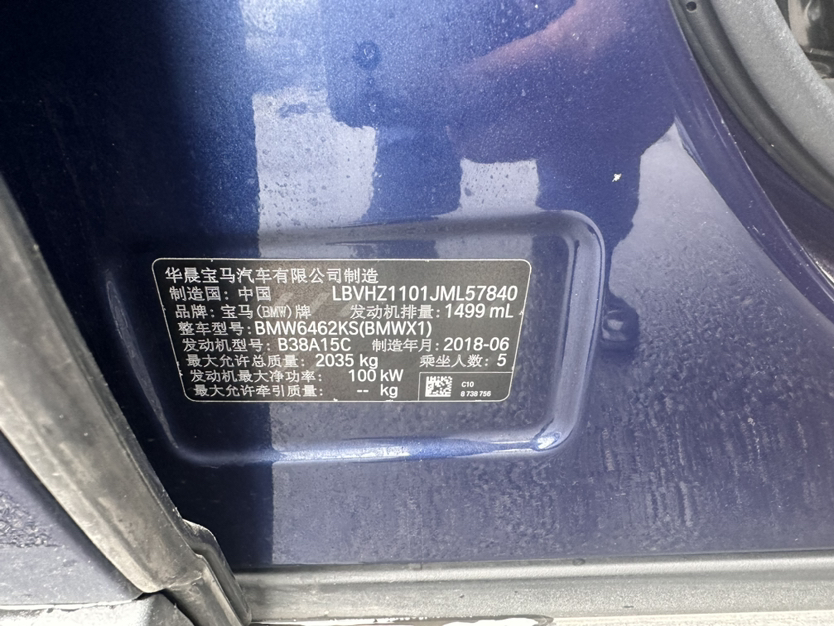 华晨宝马汽车有限公司制造
制造国：中国 LBVHZ1101JML57840
品牌：宝马(BMW)牌 发动机排量：1499 mL
整车型号：BMW6462KS(BMWX1)
发动机型号：B38A15C 制造年月：2018-06
最大允许总质量：2035 kg 乘坐人数：5
发动机最大净功率：100 kW
最大允许牵引质量：-- kg
C10
8 738 756